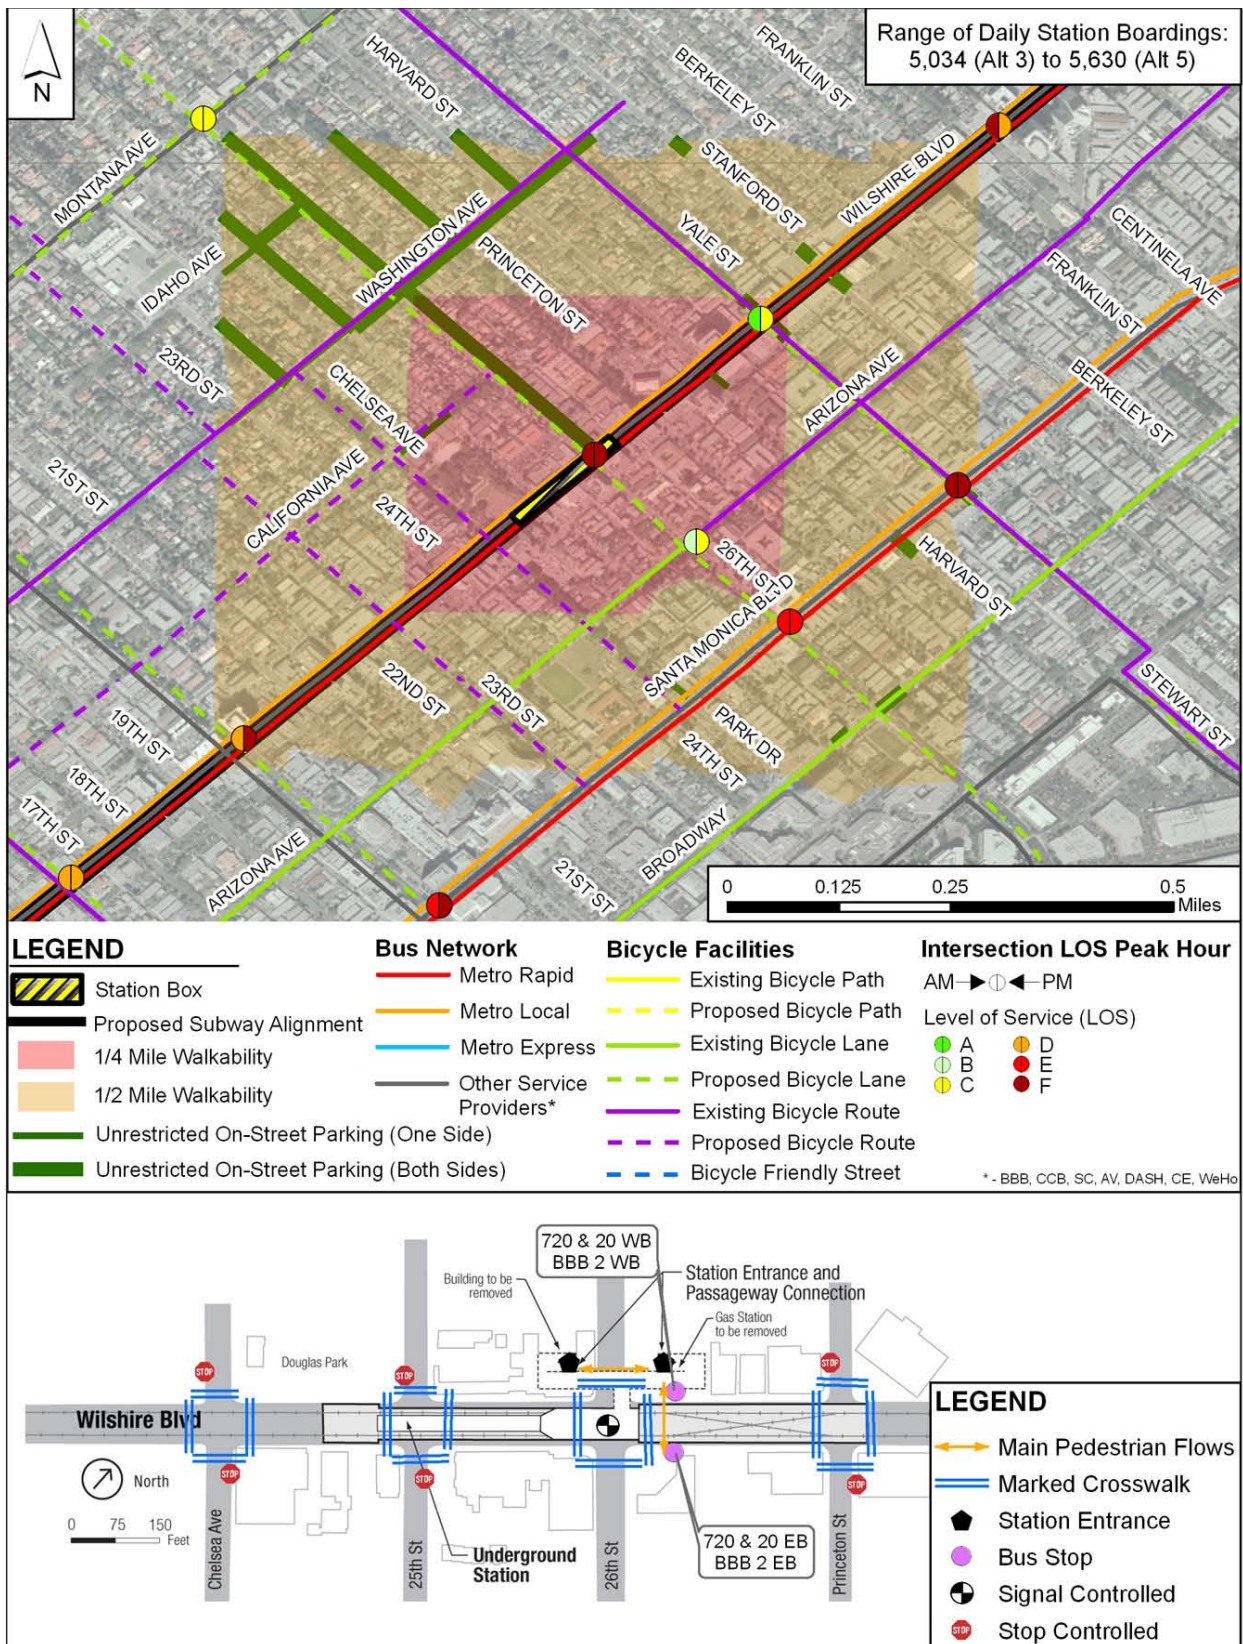 Range of Daily Station Boardings:
5,034 (Alt 3) to 5,630 (Alt 5)
N
HARVARD ST
BERKELEY ST
FRANKLIN ST
MONTANA AVE
STANFORD ST
WILSHIRE BLVD
WASHINGTON AVE
YALE ST
IDAHO AVE
PRINCETON ST
CENTINELA AVE
FRANKLIN ST
23RD ST
CHELSEA AVE
ARIZONA AVE
BERKELEY ST
21ST ST
CALIFORNIA AVE
24TH ST
26TH ST
HARVARD ST
SANTA MONICA BLVD
22ND ST
23RD ST
STEWART ST
19TH ST
PARK DR
24TH ST
18TH ST
17TH ST
ARIZONA AVE
21ST ST
BROADWAY
0 0.125 0.25 0.5
Miles
LEGEND
Station Box
Proposed Subway Alignment
1/4 Mile Walkability
1/2 Mile Walkability
Unrestricted On-Street Parking (One Side)
Unrestricted On-Street Parking (Both Sides)
Bus Network
Metro Rapid
Metro Local
Metro Express
Other Service
Providers*
Bicycle Facilities
Existing Bicycle Path
Proposed Bicycle Path
Existing Bicycle Lane
Proposed Bicycle Lane
Existing Bicycle Route
Proposed Bicycle Route
Bicycle Friendly Street
Intersection LOS Peak Hour
AM PM
Level of Service (LOS)
A D
B E
C F
* - BBB, CCB, SC, AV, DASH, CE, WeHo
720 & 20 WB
BBB 2 WB
Building to be
removed
Station Entrance and
Passageway Connection
Gas Station
to be removed
Douglas Park
STOP
STOP
STOP
Wilshire Blvd
STOP
STOP
STOP
North
0 75 150
Feet
Chelsea Ave
25th St
Underground
Station
26th St
720 & 20 EB
BBB 2 EB
Princeton St
LEGEND
Main Pedestrian Flows
Marked Crosswalk
Station Entrance
Bus Stop
Signal Controlled
STOP Stop Controlled